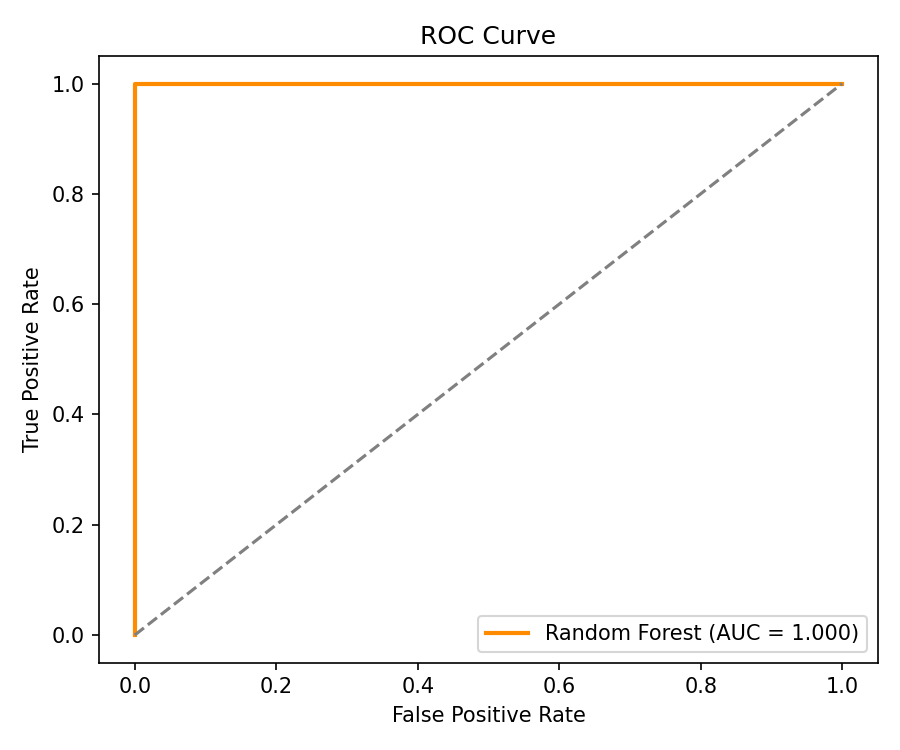 ROC Curve
True Positive Rate
1.0
0.8
0.6
0.4
0.2
0.0
Random Forest (AUC = 1.000)
0.0 0.2 0.4 0.6 0.8 1.0
False Positive Rate